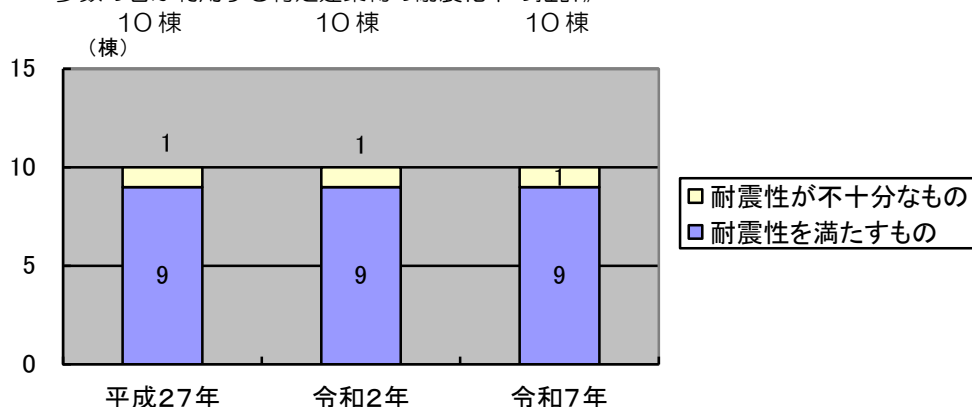 10棟 10棟 10棟
(棟)
15
1 1
10
1
耐震性が不十分なもの
耐震性を満たすもの
5
9 9 9
0
平成27年 令和2年 令和7年